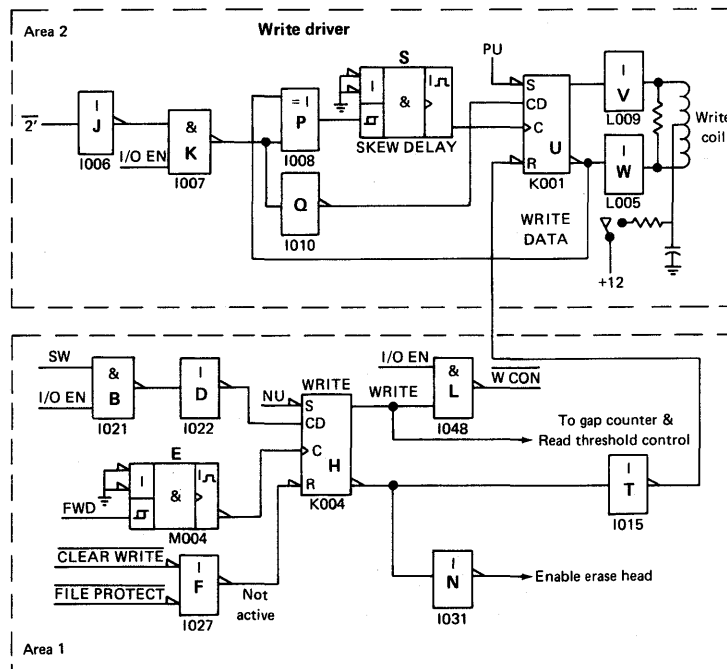 Area 2
Write driver
2'
I
J
I006
I/O EN
&
K
I007
= I
P
I008
Q
I010
S
I
&
I
SKEW DELAY
PU
S
CD
C
R
U
K001
WRITE
DATA
I
V
L009
I
W
L005
Write
coil
+12
SW
I/O EN
&
B
I021
I
D
I022
NU
WRITE
S
CD
C
R
H
K004
E
I
&
I
M004
FWD
CLEAR WRITE
FILE PROTECT
I
F
I027
Not
active
I/O EN
WRITE
&
L
I048
W CON
To gap counter &
Read threshold control
I
T
I015
I
N
I031
Enable erase head
Area 1